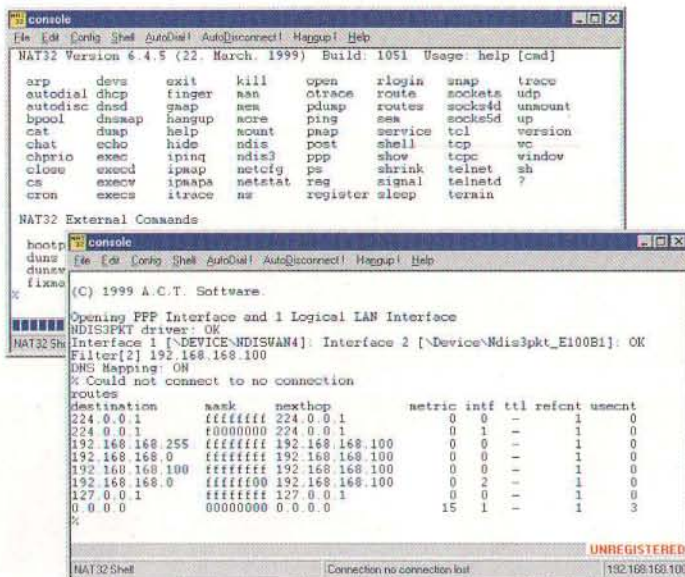 console
File Edit Config Shell AutoDial! AutoDisconnect! Hangup! Help
NAT32 Version 6.4.5 (22. March. 1999) Build: 1051 Usage: help [cmd]
arp devs exit kill open rlogin snmp trace
autodial dhcp finger man otrace route sockets udp
autodisc dnsd gmap mem pdump routes socks4d unmount
bpool dnsmap hangup more ping sem socks5d up
cat dump help mount pmap service tcl version
chat echo hide ndis post shell tcp vc
chprio exec iping ndis3 ppp show tcpc window
close execd ipmap netcfg ps shrink telnet sh
cs execv ipmapa netstat reg signal telnetd ?
cron execs itrace ns register sleep termin
NAT32 External Commands
bootp
duns
dunsw
fixma
%
NAT32 Sh
console
File Edit Config Shell AutoDial! AutoDisconnect! Hangup! Help
(C) 1999 A.C.T. Software.
Opening PPP Interface and 1 Logical LAN Interface
NDIS3PKT driver: OK
Interface 1 [\DEVICE\NDISWAN4]: Interface 2 [\Device\Ndis3pkt_E100B1]: OK
Filter[2] 192.168.168.100
DNS Mapping: ON
% Could not connect to no connection
routes
destination mask nexthop metric intf ttl refcnt usecnt
224.0.0.1 ffffffff 224.0.0.1 0 0 - 1 0
224.0.0.1 f0000000 224.0.0.1 0 1 - 1 0
192.168.168.255 ffffffff 192.168.168.100 0 0 - 1 0
192.168.168.0 ffffffff 192.168.168.100 0 0 - 1 0
192.168.168.100 ffffffff 192.168.168.100 0 0 - 1 0
192.168.168.0 ffffff00 192.168.168.100 0 2 - 1 0
127.0.0.1 ffffffff 127.0.0.1 0 0 - 1 0
0.0.0.0 00000000 0.0.0.0 15 1 - 1 3
%
UNREGISTERED
NAT32 Shell Connection no connection lost 192.168.168.100